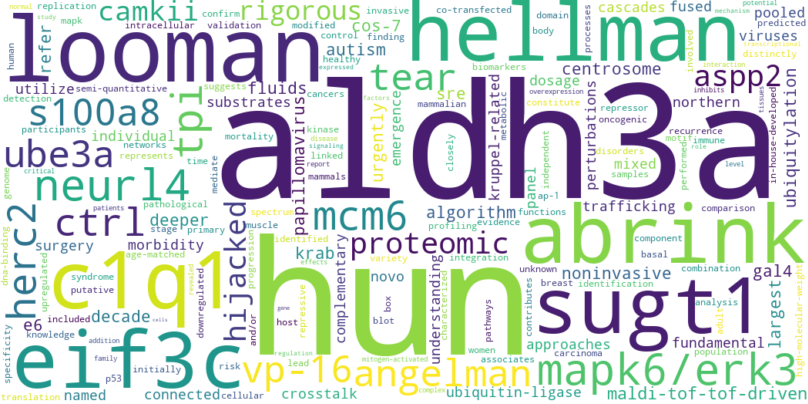 normal replication camkii rigorous co-transfected domain fused processes potential
study mapk confirm modified invasive cascades mechanism
looman intracellular validation cos-7 body hellman pooled predicted
human refer control finding involved viruses
autism healthy expressed distinctly
utilize semi-quantitative fluids tear biomarkers centrosome aspp2
detection suggests cancers dosage interaction
s100a8 tpi substrates urgently emergence sre overexpression constitute inhibits northern tissues
participants individual mortality mammalian repressor oncogenic recurrence
networks kinase disease signaling factors metabolic kruppel-related perturbations motif immune role
ube3a represents time linked report mammals closely independent disorders performed in-house-developed ubiquitylation
genome critical mediate papillomavirus aldh3a panel mixed samples level
neurl4 pathological spectrum algorithm ap-1 functions trafficking comparison transcriptional
herc2 ctrl patients deeper stage primary muscle mcm6 profiling evidence abrink
dna-binding surgery morbidity hijacked identified proteomic integration component
upregulated age-matched progression krab variety understanding characterized basal combination
syndrome putative c1q1 downregulated revealed repressive effects novo complementary unknown noninvasive gal4
included decade and/or gene box pathways contributes breast identification adult analysis largest high-molecular-weight
e6 knowledge cells host blot hun approaches sugt1 fundamental
specificity addition family eif3c risk regulation mitogen-activated women carcinoma population
p53 initially vp-16 lead angelman associates mapk6/erk3
translation named connected cellular crosstalk complex ubiquitin-ligase maldi-tof-tof-driven